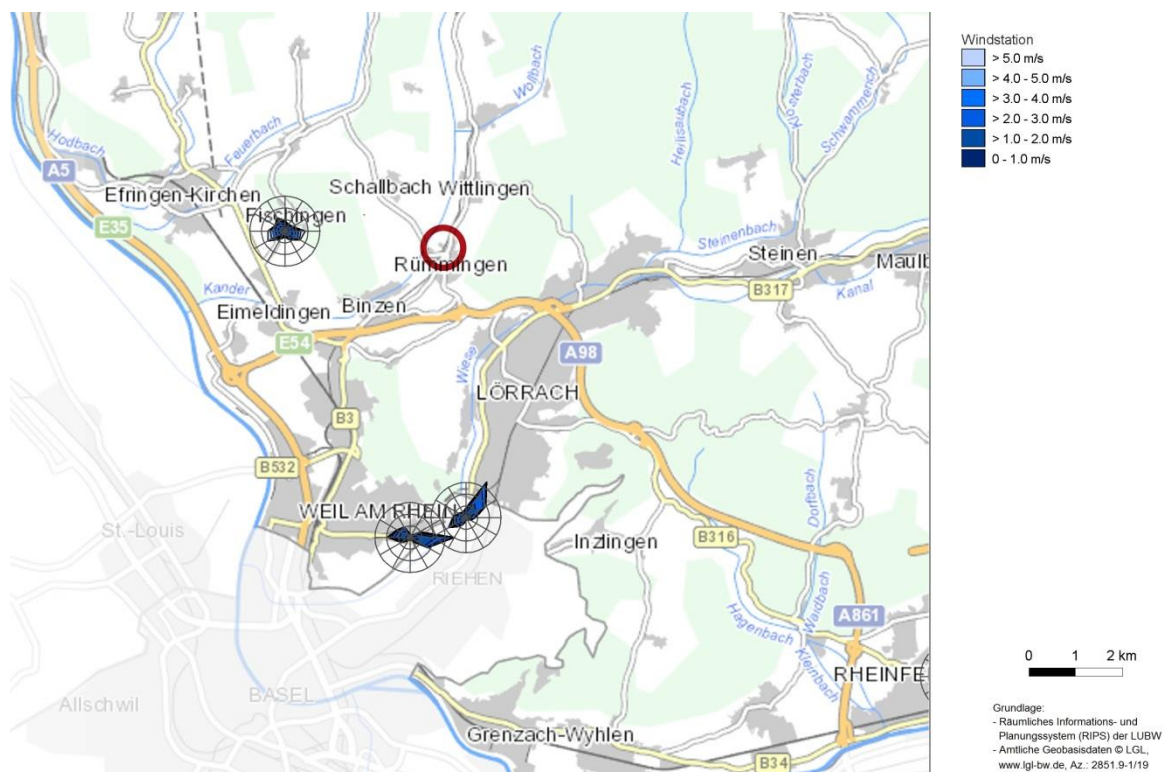 Windstation
> 5.0 m/s
> 4.0 - 5.0 m/s
> 3.0 - 4.0 m/s
> 2.0 - 3.0 m/s
> 1.0 - 2.0 m/s
0 - 1.0 m/s
Wollbach
Heilisaubach
Klosterbach
Schwammerich
Hodbach
Feuerbach
A5
Efringen-Kirchen
Schallbach
Wittlingen
Fischingen
E35
Steinenbach
Steinen
Maulb
Rümmingen
B317
Kanal
Kander
Eimeldingen
Binzen
E54
A98
Wiese
LÖRRACH
B3
B532
Dorfbach
WEIL AM RHEIN
St.-Louis
Inzlingen
B316
RIEHEN
Hagenbach
Waidbach
Kleinbach
A861
RHEINFE
BASEL
Allschwil
Grenzach-Wyhlen
B34
0 1 2 km
Grundlage:
- Räumliches Informations- und
Planungssystem (RIPS) der LUBW
- Amtliche Geobasisdaten © LGL,
www.lgl-bw.de, Az.: 2851.9-1/19